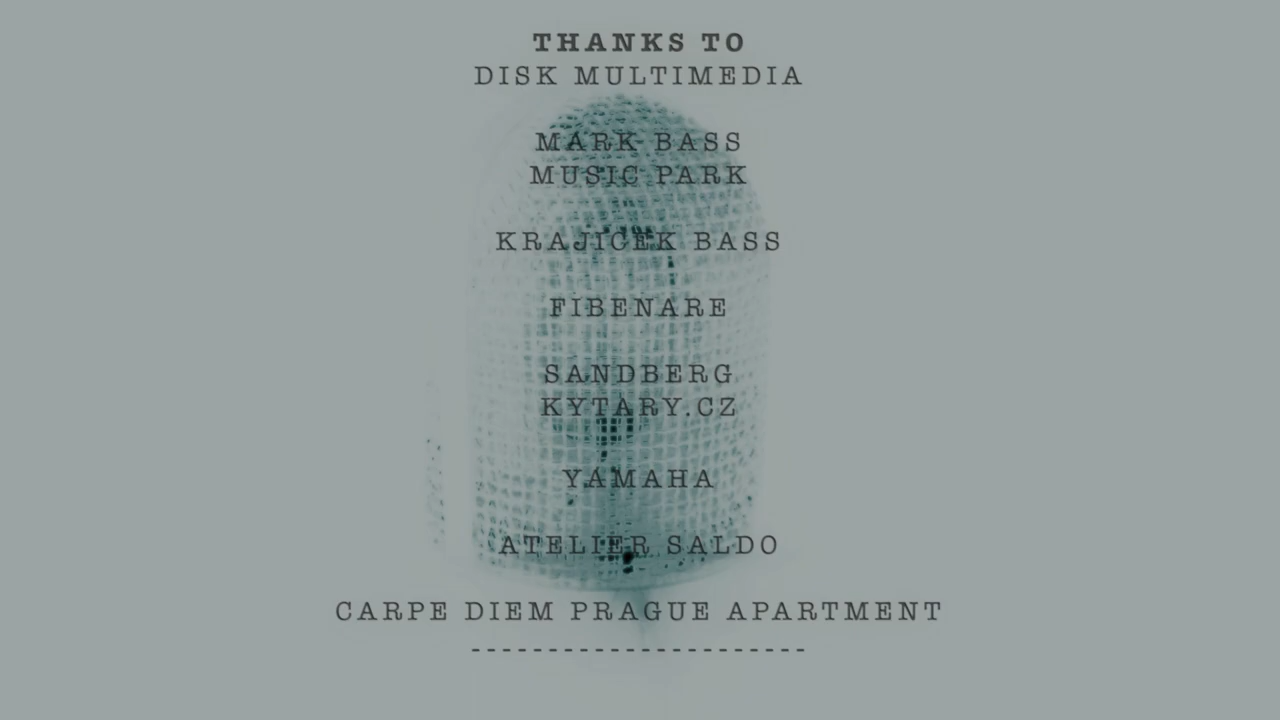 THANKS TO
DISK MULTIMEDIA
MARK BASS
MUSIC PARK
KRAJICEK BASS
FIBENARE
SANDBERG
KYTARY.CZ
YAMAHA
ATELIER SALDO
CARPE DIEM PRAGUE APARTMENT
----------------------